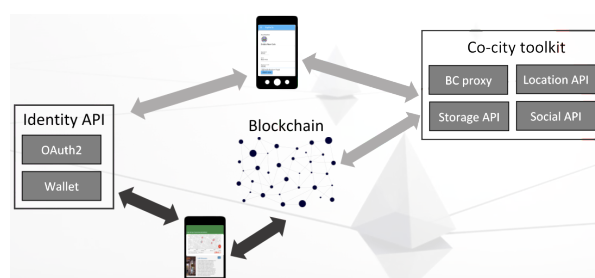 Co-city toolkit
BC proxy
Location API
Storage API
Social API
Identity API
OAuth2
Wallet
Blockchain